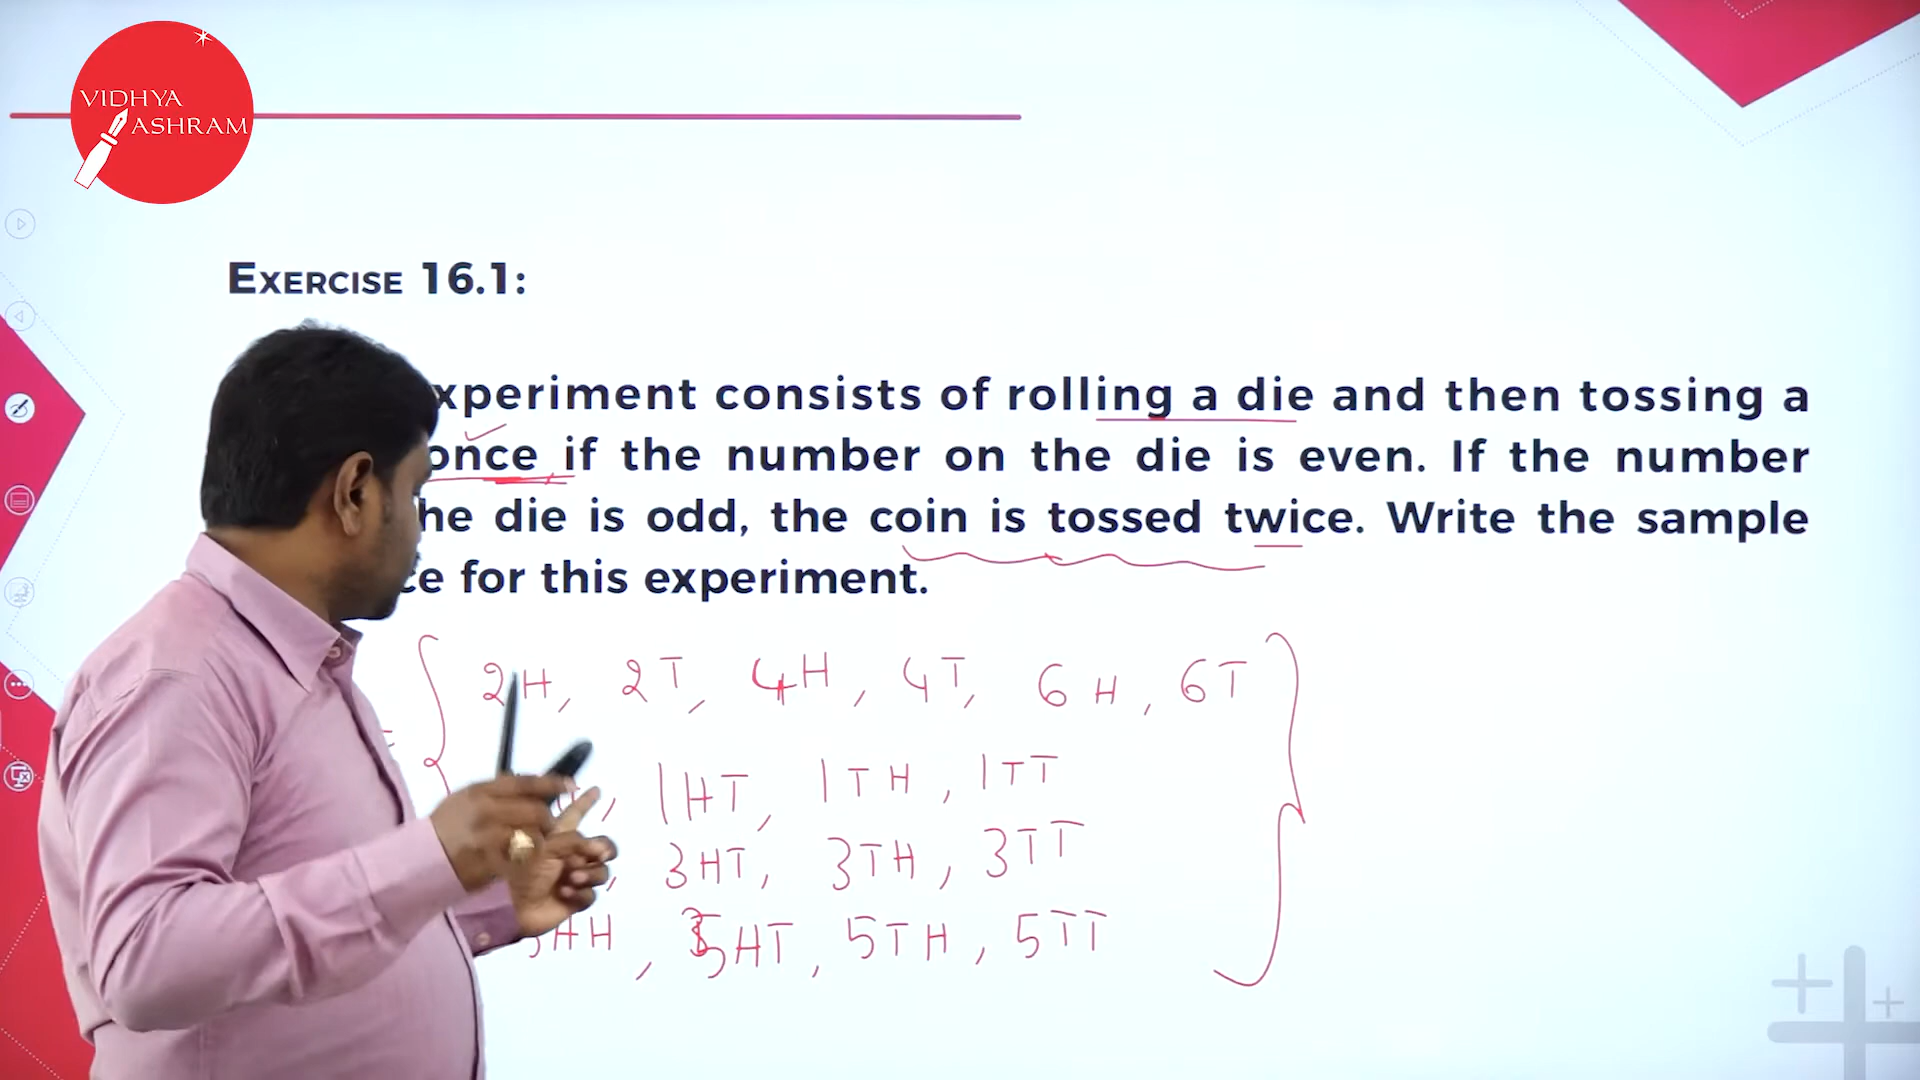 VIDHYA
ASHRAM
EXERCISE 16.1:
xperiment consists of rolling a die and then tossing a
once if the number on the die is even. If the number
he die is odd, the coin is tossed twice. Write the sample
ce for this experiment.
2H, 2T, 4H, 4T, 6H, 6T
, 1HT, 1TH, 1TT
, 3HT, 3TH, 3TT
5HH, 5HT, 5TH, 5TT